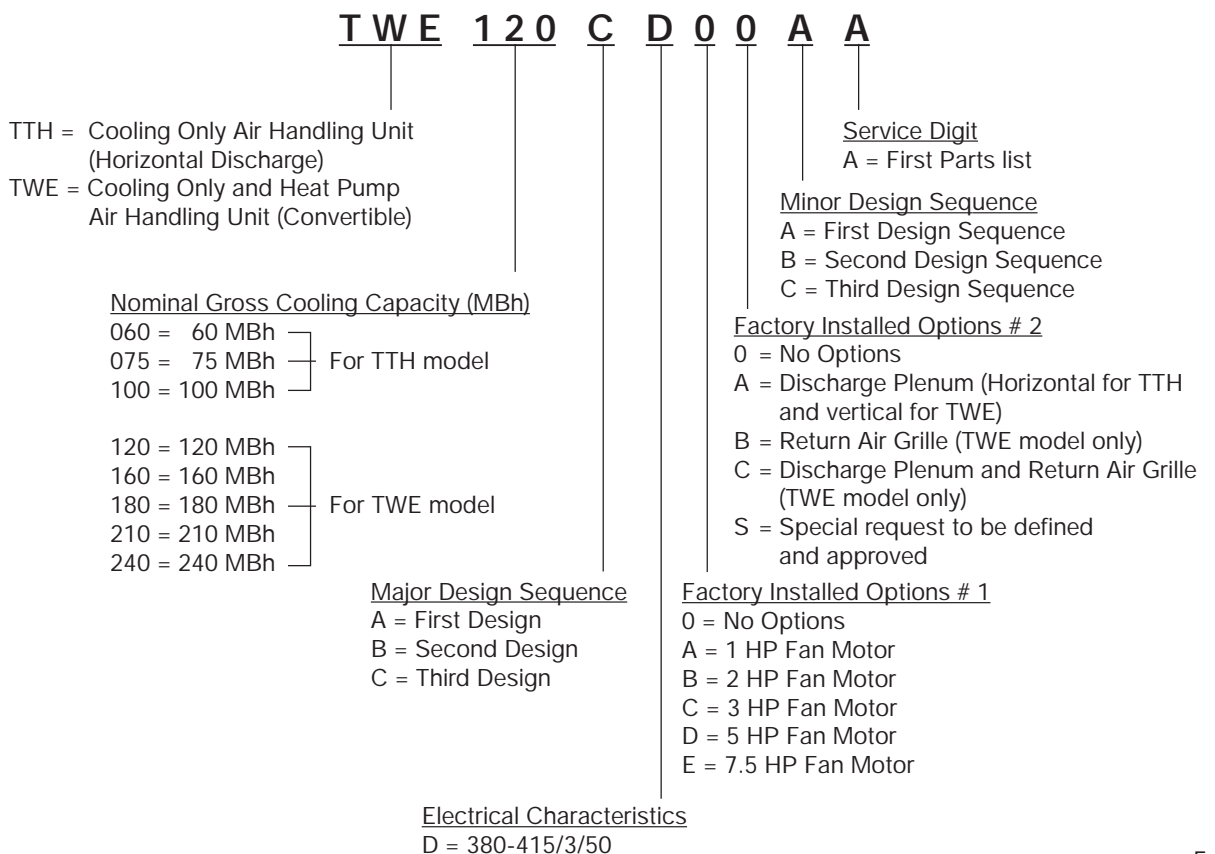 TWE 120 C D 0 0 A A
TTH = Cooling Only Air Handling Unit
(Horizontal Discharge)
TWE = Cooling Only and Heat Pump
Air Handling Unit (Convertible)
Nominal Gross Cooling Capacity (MBh)
060 = 60 MBh
075 = 75 MBh
For TTH model
100 = 100 MBh
120 = 120 MBh
160 = 160 MBh
180 = 180 MBh
For TWE model
210 = 210 MBh
240 = 240 MBh
Major Design Sequence
A = First Design
B = Second Design
C = Third Design
Electrical Characteristics
D = 380-415/3/50
Factory Installed Options # 1
0 = No Options
A = 1 HP Fan Motor
B = 2 HP Fan Motor
C = 3 HP Fan Motor
D = 5 HP Fan Motor
E = 7.5 HP Fan Motor
Factory Installed Options # 2
0 = No Options
A = Discharge Plenum (Horizontal for TTH
and vertical for TWE)
B = Return Air Grille (TWE model only)
C = Discharge Plenum and Return Air Grille
(TWE model only)
S = Special request to be defined
and approved
Minor Design Sequence
A = First Design Sequence
B = Second Design Sequence
C = Third Design Sequence
Service Digit
A = First Parts list